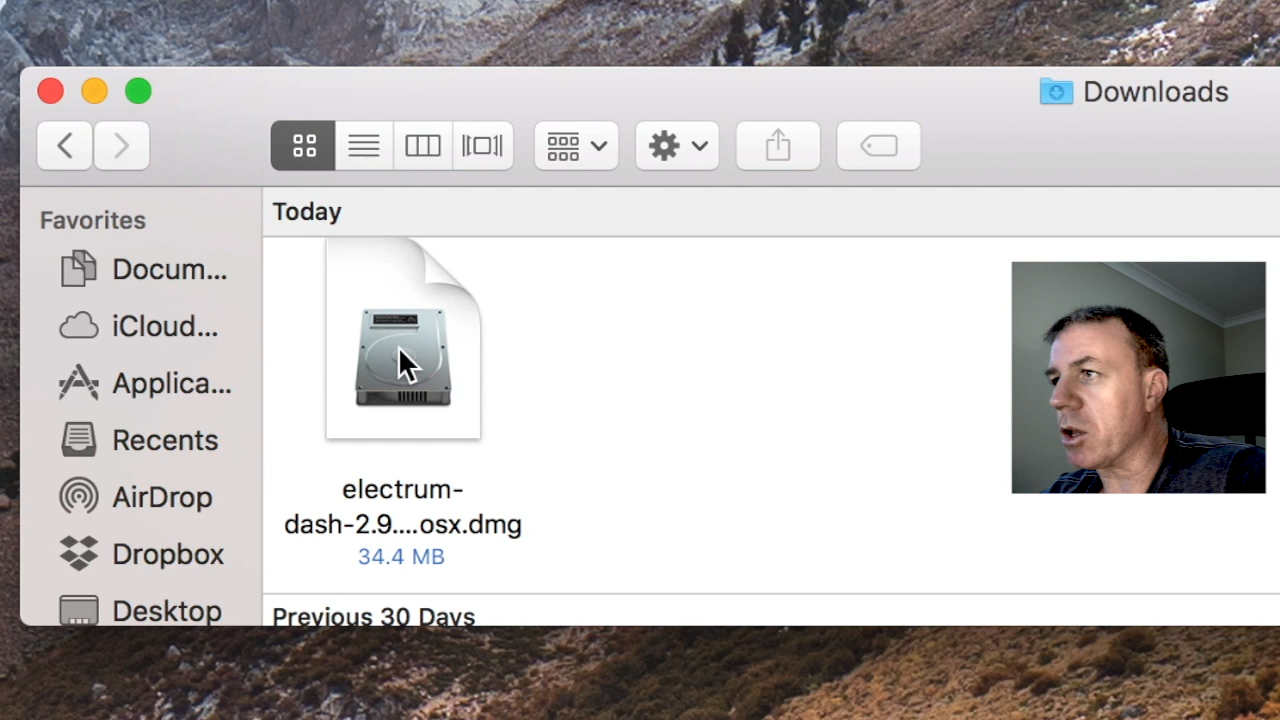 Downloads
Favorites
Docum...
iCloud...
Applica...
Recents
AirDrop
Dropbox
Desktop
Today
electrum-
dash-2.9....osx.dmg
34.4 MB
Previous 30 Days